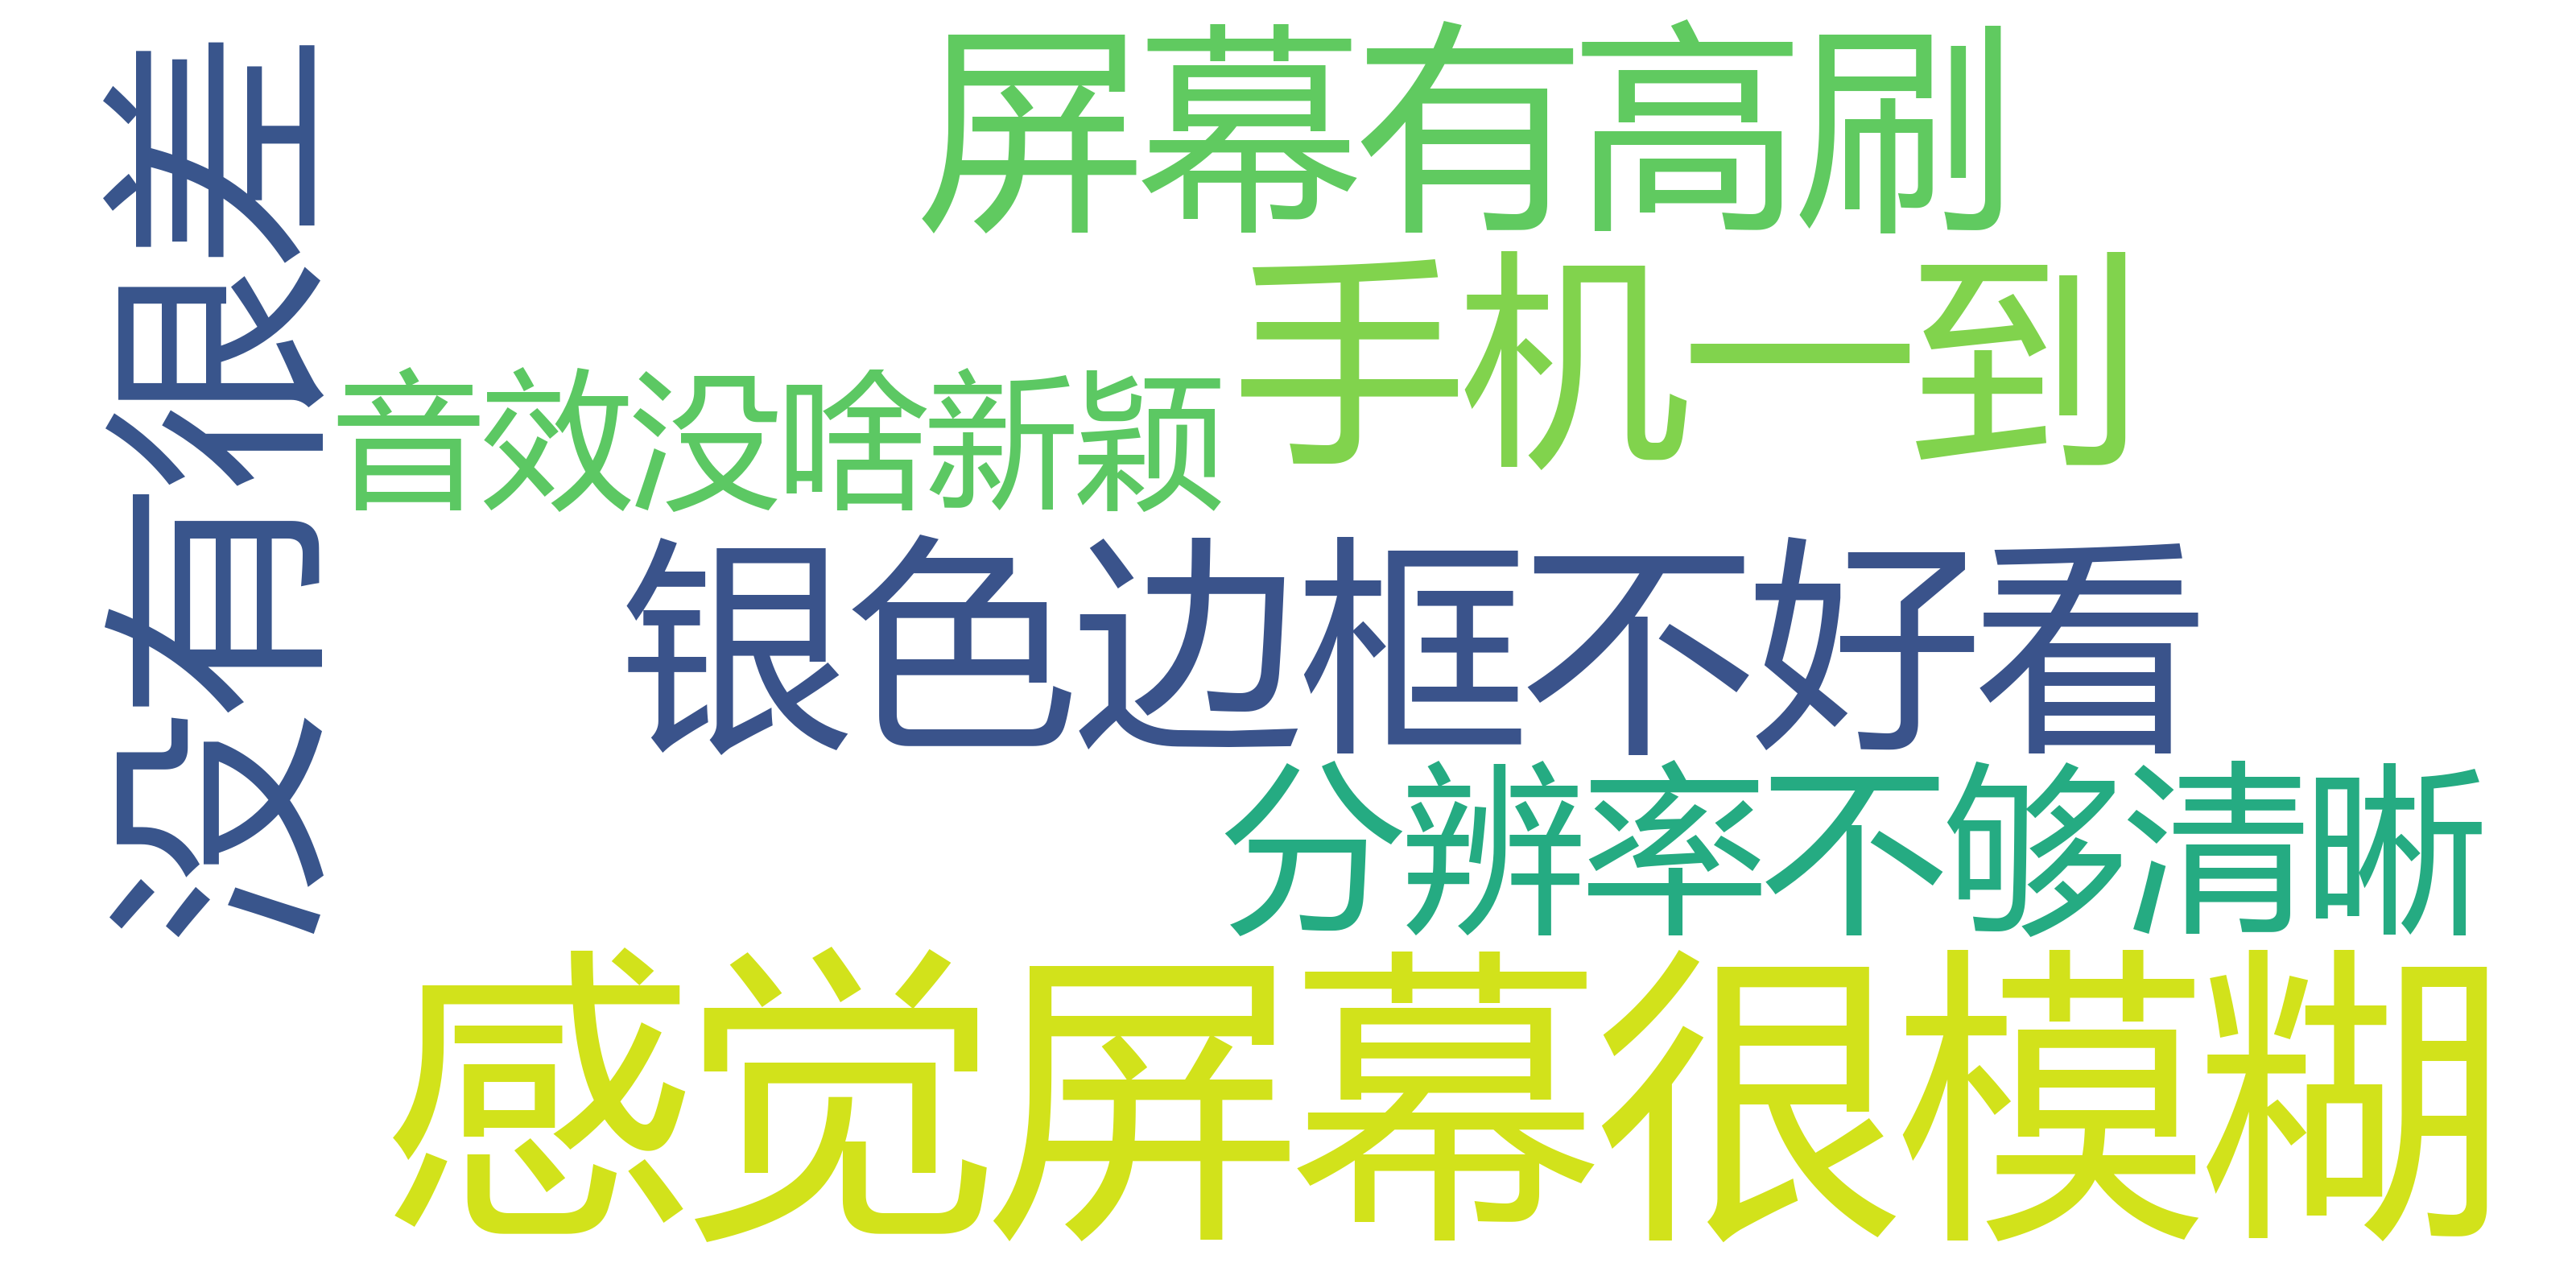 没有很差
屏幕有高刷
手机一到
音效没啥新颖
银色边框不好看
分辨率不够清晰
感觉屏幕很模糊